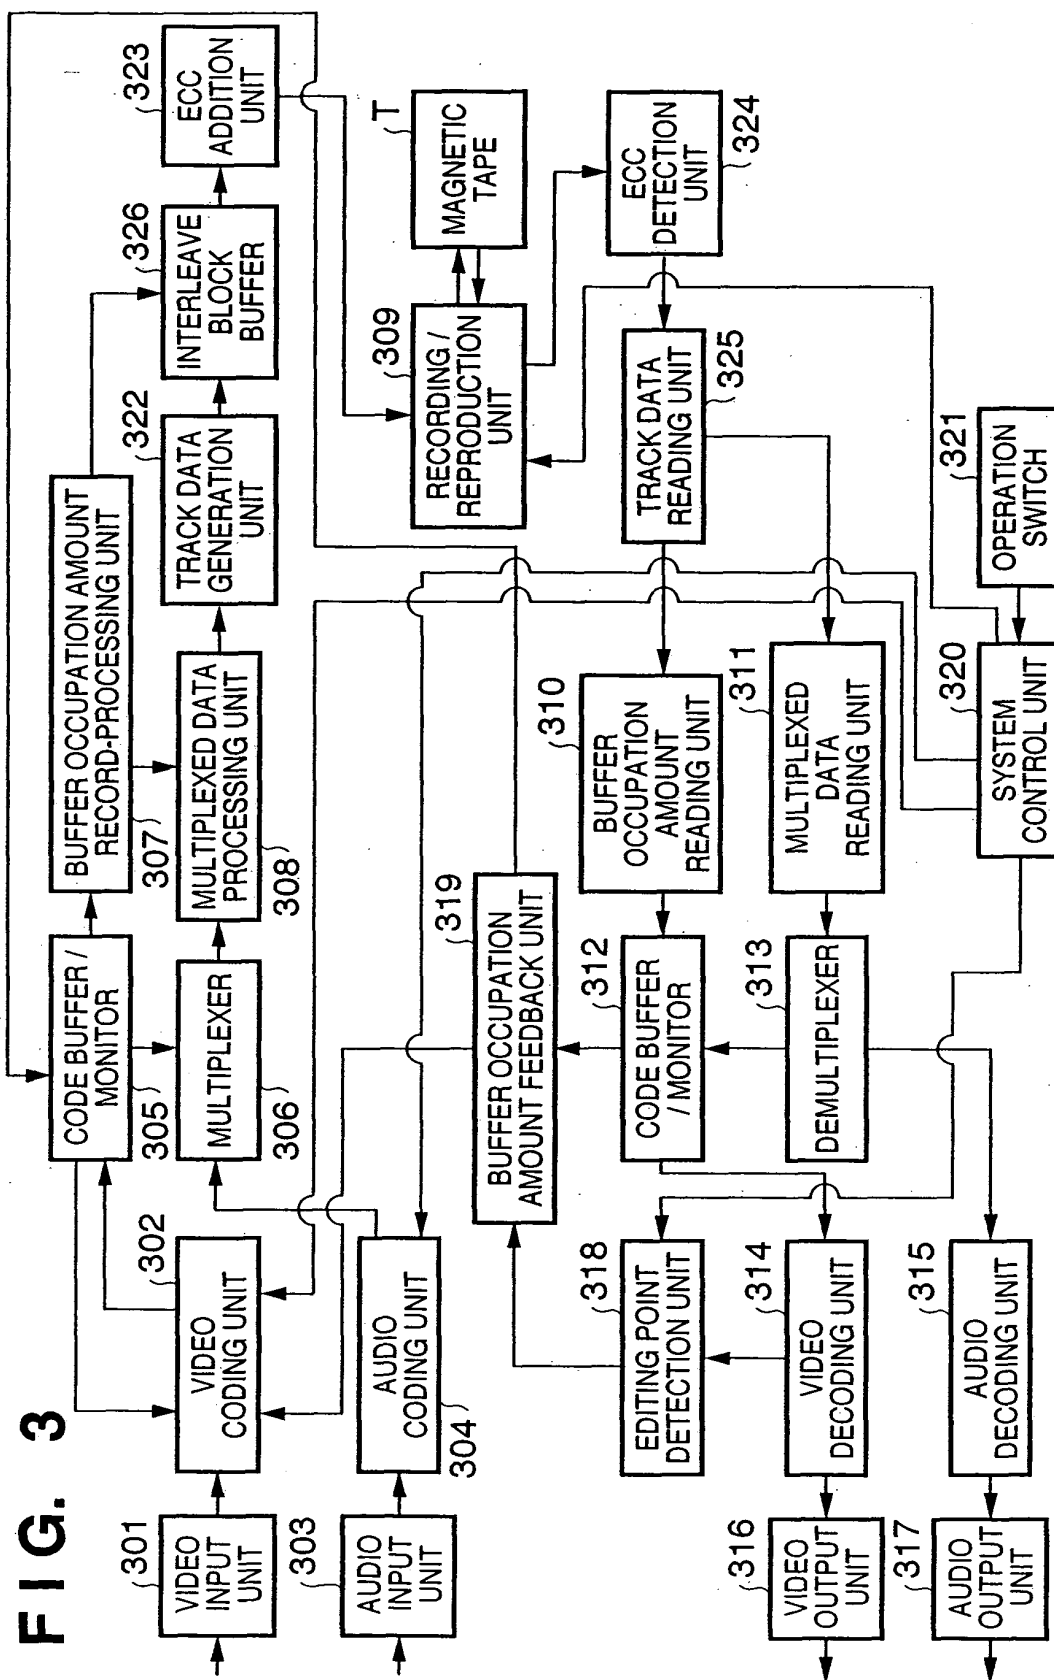 FIG. 3
301
VIDEO
INPUT
UNIT
302
VIDEO
CODING UNIT
303
AUDIO
INPUT
UNIT
AUDIO
CODING UNIT
304
CODE BUFFER /
MONITOR
305
MULTIPLEXER
306
BUFFER OCCUPATION AMOUNT
RECORD-PROCESSING UNIT
307
MULTIPLEXED DATA
PROCESSING UNIT
308
322
TRACK DATA
GENERATION
UNIT
326
INTERLEAVE
BLOCK
BUFFER
323
ECC
ADDITION
UNIT
309
RECORDING /
REPRODUCTION
UNIT
T
MAGNETIC
TAPE
ECC
DETECTION
UNIT
324
TRACK DATA
READING UNIT
325
319
BUFFER OCCUPATION
AMOUNT FEEDBACK UNIT
310
BUFFER
OCCUPATION
AMOUNT
READING UNIT
311
MULTIPLEXED
DATA
READING UNIT
312
CODE BUFFER
/ MONITOR
313
DEMULTIPLEXER
318
EDITING POINT
DETECTION UNIT
314
VIDEO
DECODING UNIT
315
AUDIO
DECODING UNIT
316
VIDEO
OUTPUT
UNIT
317
AUDIO
OUTPUT
UNIT
320
SYSTEM
CONTROL UNIT
321
OPERATION
SWITCH